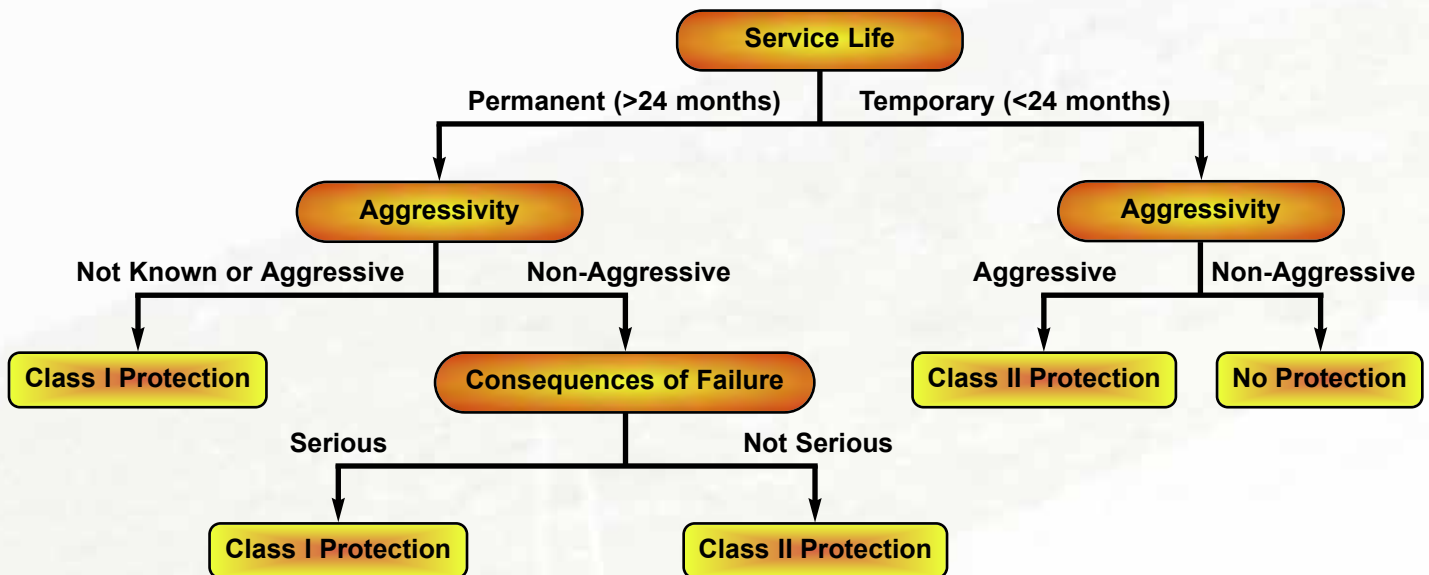 Service Life
Permanent (>24 months)
Temporary (<24 months)
Aggressivity
Aggressivity
Not Known or Aggressive
Non-Aggressive
Aggressive
Non-Aggressive
Class I Protection
Consequences of Failure
Class II Protection
No Protection
Serious
Not Serious
Class I Protection
Class II Protection